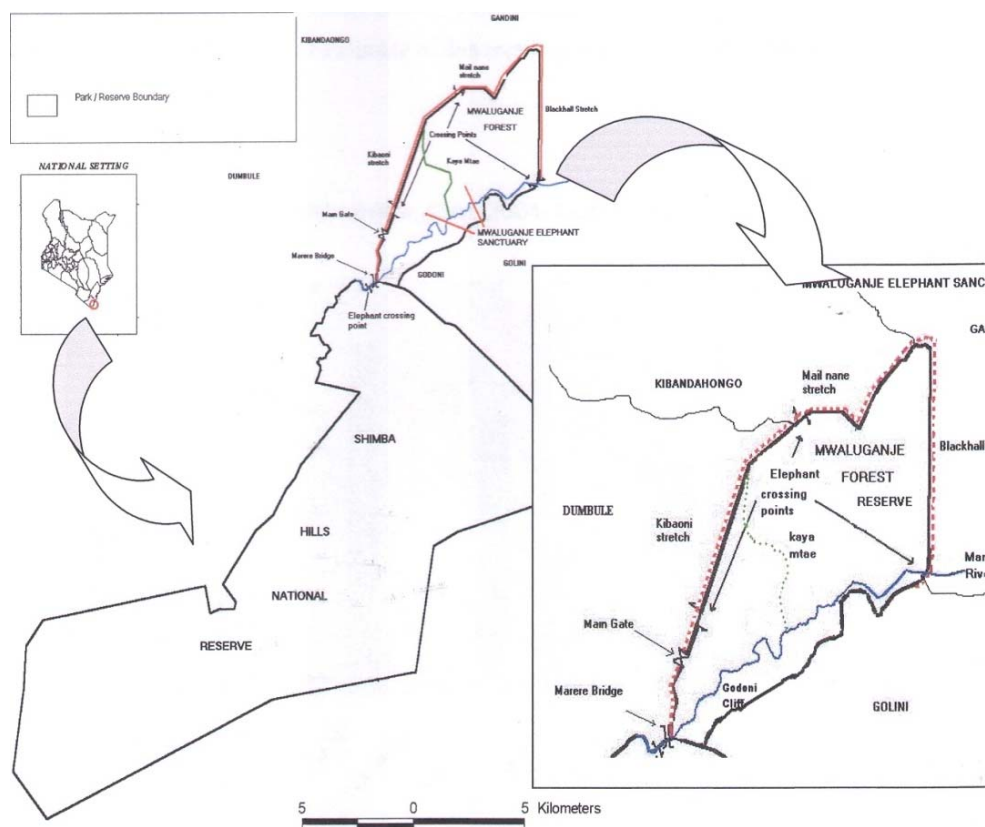 GANDINI
KIBANDAONGO
Park / Reserve Boundary
Mail nane
stretch
MWALUGANJE
FOREST
Blackhall Stretch
Crossing Points
NATIONAL SETTING
Kibaoni
stretch
Kaya Mtae
DUMBULE
Main Gate
MWALUGANJE ELEPHANT
SANCTUARY
Marere Bridge
GODONI
GOLINI
Elephant crossing
point
SHIMBA
HILLS
NATIONAL
RESERVE
MWALUGANJE ELEPHANT SANC
GA
KIBANDAHONGO
Mail nane
stretch
MWALUGANJE
FOREST
RESERVE
Blackhall
Elephant
crossing
points
DUMBULE
Kibaoni
stretch
kaya
mtae
Man
Rive
Main Gate
Marere Bridge
Godoni
Cliff
GOLINI
5 0 5 Kilometers